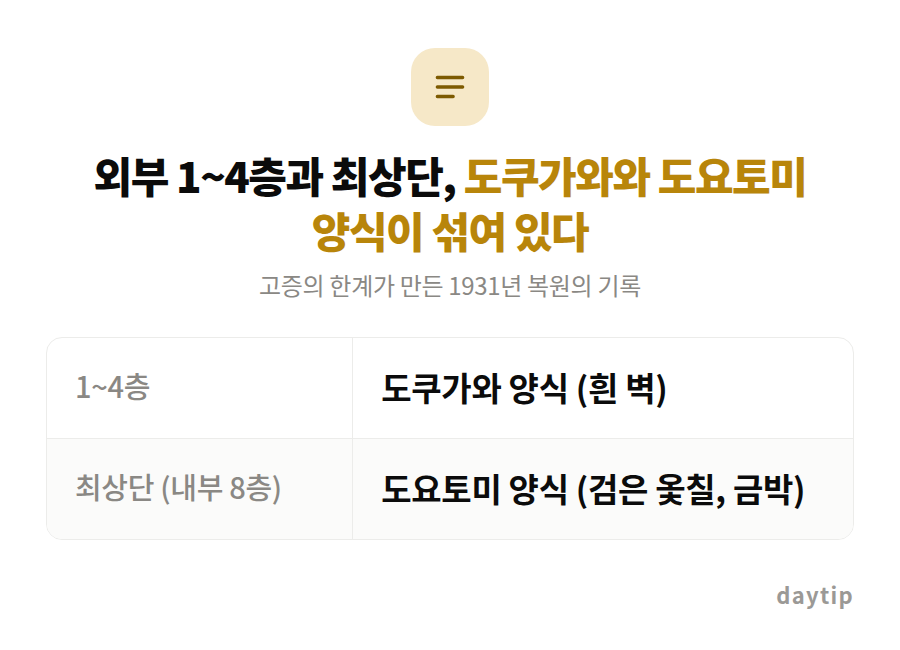 외부 1~4층과 최상단, 도쿠가와와 도요토미
양식이 섞여 있다
고증의 한계가 만든 1931년 복원의 기록
1~4층
도쿠가와 양식 (흰 벽)
최상단 (내부 8층)
도요토미 양식 (검은 옻칠, 금박)
daytip